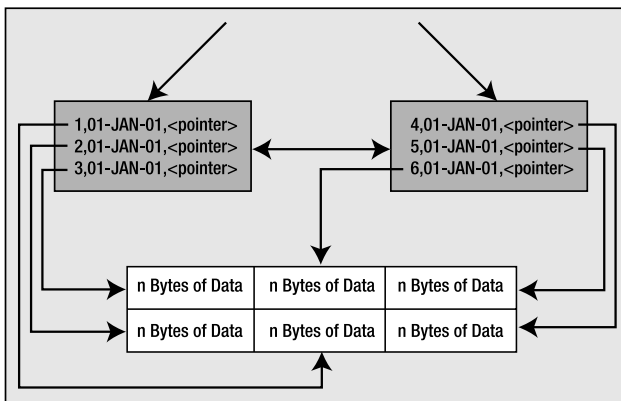 1,01-JAN-01,<pointer>
2,01-JAN-01,<pointer>
3,01-JAN-01,<pointer>
4,01-JAN-01,<pointer>
5,01-JAN-01,<pointer>
6,01-JAN-01,<pointer>
n Bytes of Data n Bytes of Data n Bytes of Data
n Bytes of Data n Bytes of Data n Bytes of Data